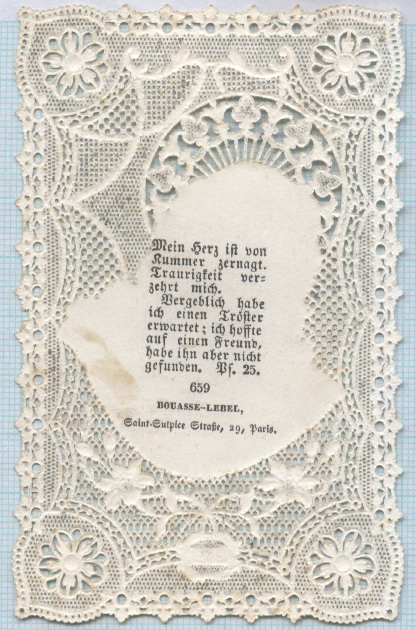 Mein Herz ist von
Kummer zernagt.
Traurigkeit ver-
zehrt mich.
Vergeblich habe
ich einen Tröster
erwartet; ich hoffte
auf einen Freund,
habe ihn aber nicht
gefunden. Ps. 25.
659
BOUASSE-LEBEL,
Saint-Sulpice Straße, 29, Paris.